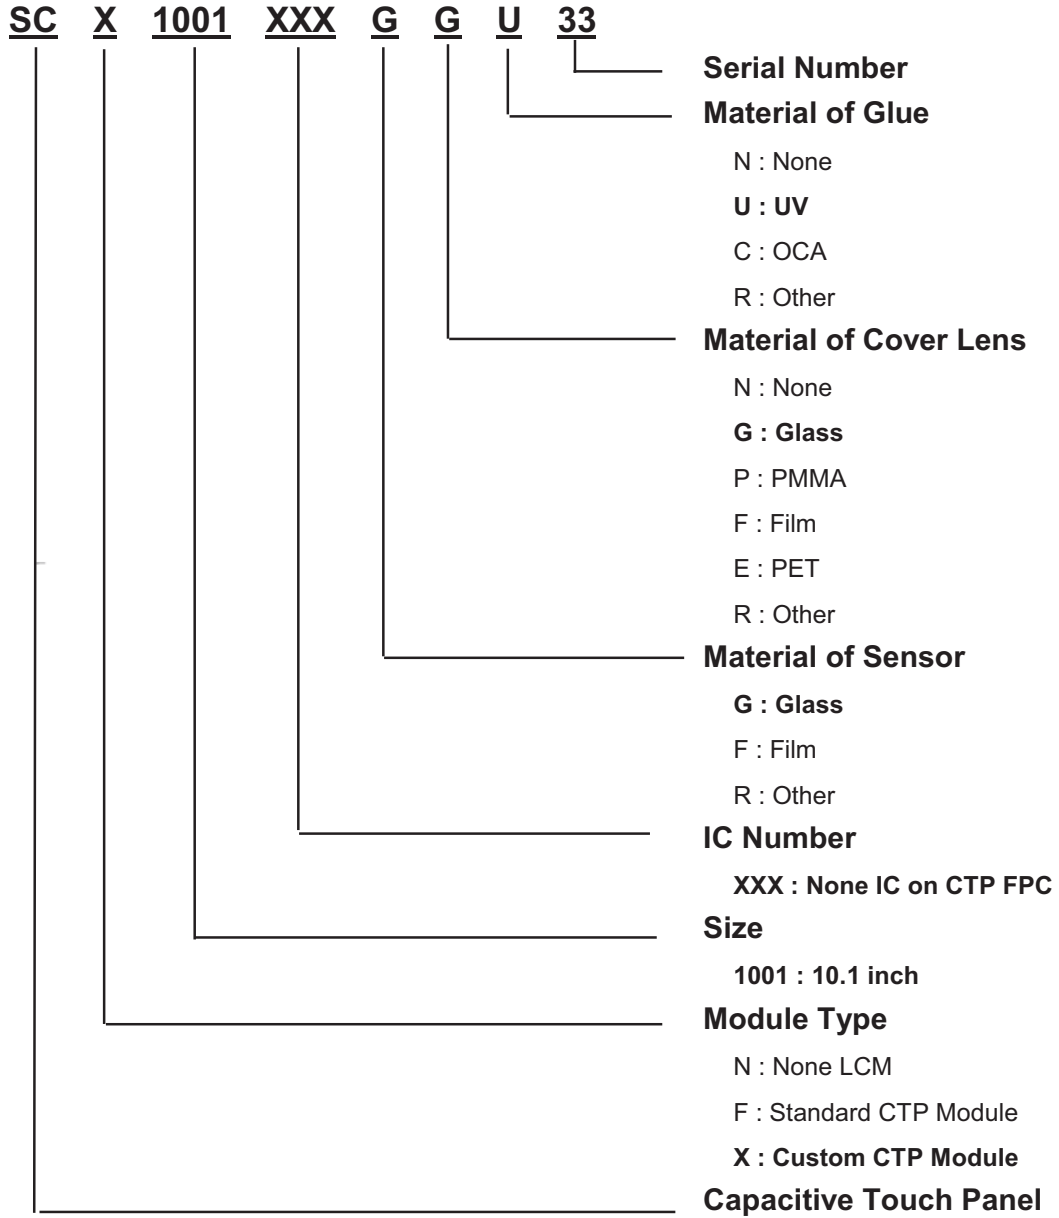 SC X 1001 XXX G G U 33
Serial Number
Material of Glue
N : None
U : UV
C : OCA
R : Other
Material of Cover Lens
N : None
G : Glass
P : PMMA
F : Film
E : PET
R : Other
Material of Sensor
G : Glass
F : Film
R : Other
IC Number
XXX : None IC on CTP FPC
Size
1001 : 10.1 inch
Module Type
N : None LCM
F : Standard CTP Module
X : Custom CTP Module
Capacitive Touch Panel